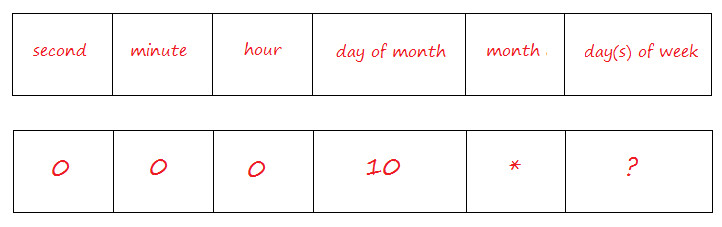 second minute hour day of month month day(s) of week
0 0 0 10 * ?